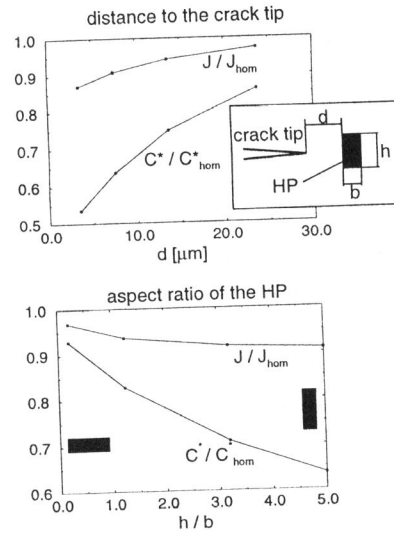 distance to the crack tip
1.0
0.9
0.8
0.7
0.6
0.5
J / J_hom
C* / C*_hom
crack tip
d
h
HP
b
0.0 10.0 20.0 30.0
d [μm]
aspect ratio of the HP
1.0
0.9
0.8
0.7
0.6
J / J_hom
C* / C*_hom
0.0 1.0 2.0 3.0 4.0 5.0
h / b